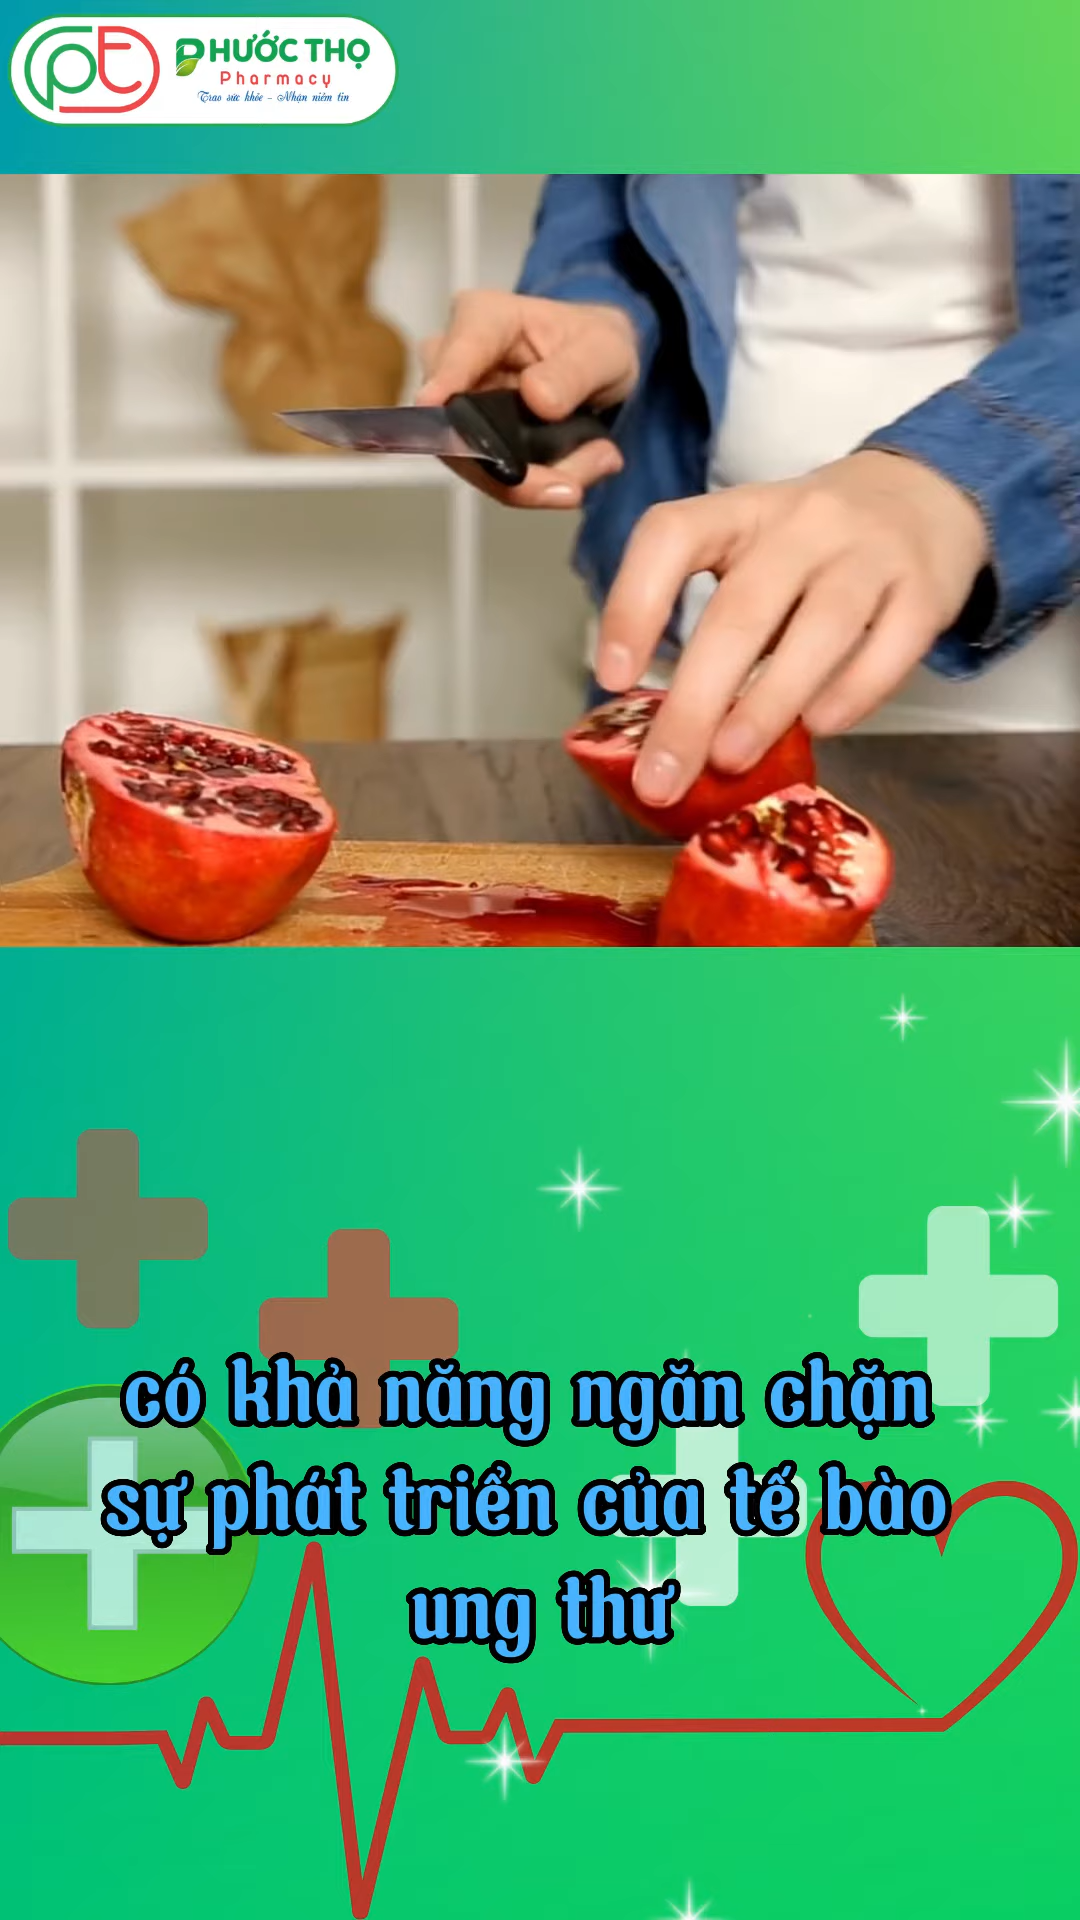 pt PHƯỚC THỌ
Pharmacy
Trao sức khỏe - Nhận niềm tin
có khả năng ngăn chặn
sự phát triển của tế bào
ung thư